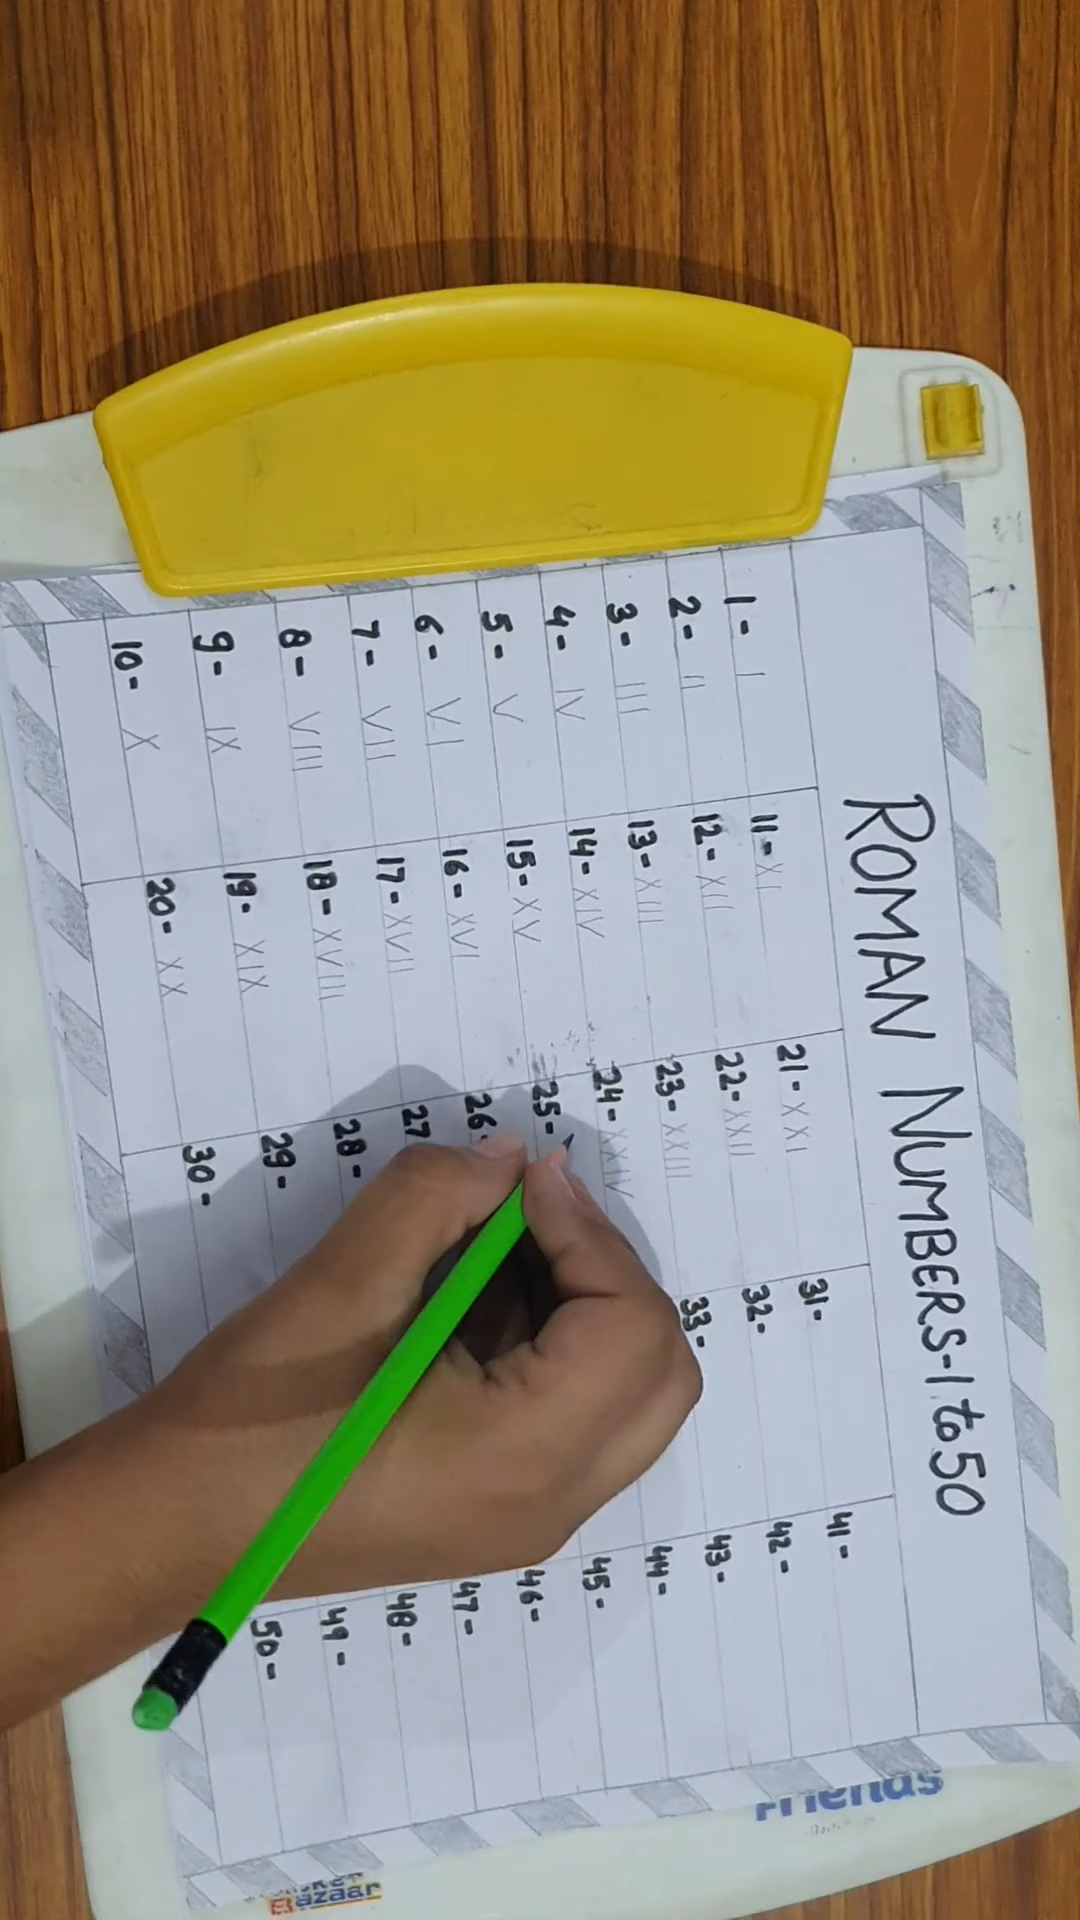 ROMAN NUMBERS-1 to 50
1- I
2- II
3- III
4- IV
5- V
6- VI
7- VII
8- VIII
9- IX
10- X
11- XI
12- XII
13- XIII
14- XIV
15- XV
16- XVI
17- XVII
18- XVIII
19- XIX
20- XX
21- XXI
22- XXII
23- XXIII
24- XXIV
25-
26-
27
28-
29-
30-
31-
32-
33-
41-
42-
43-
44-
45-
46-
47-
48-
49-
50-
Friends
Bazaar